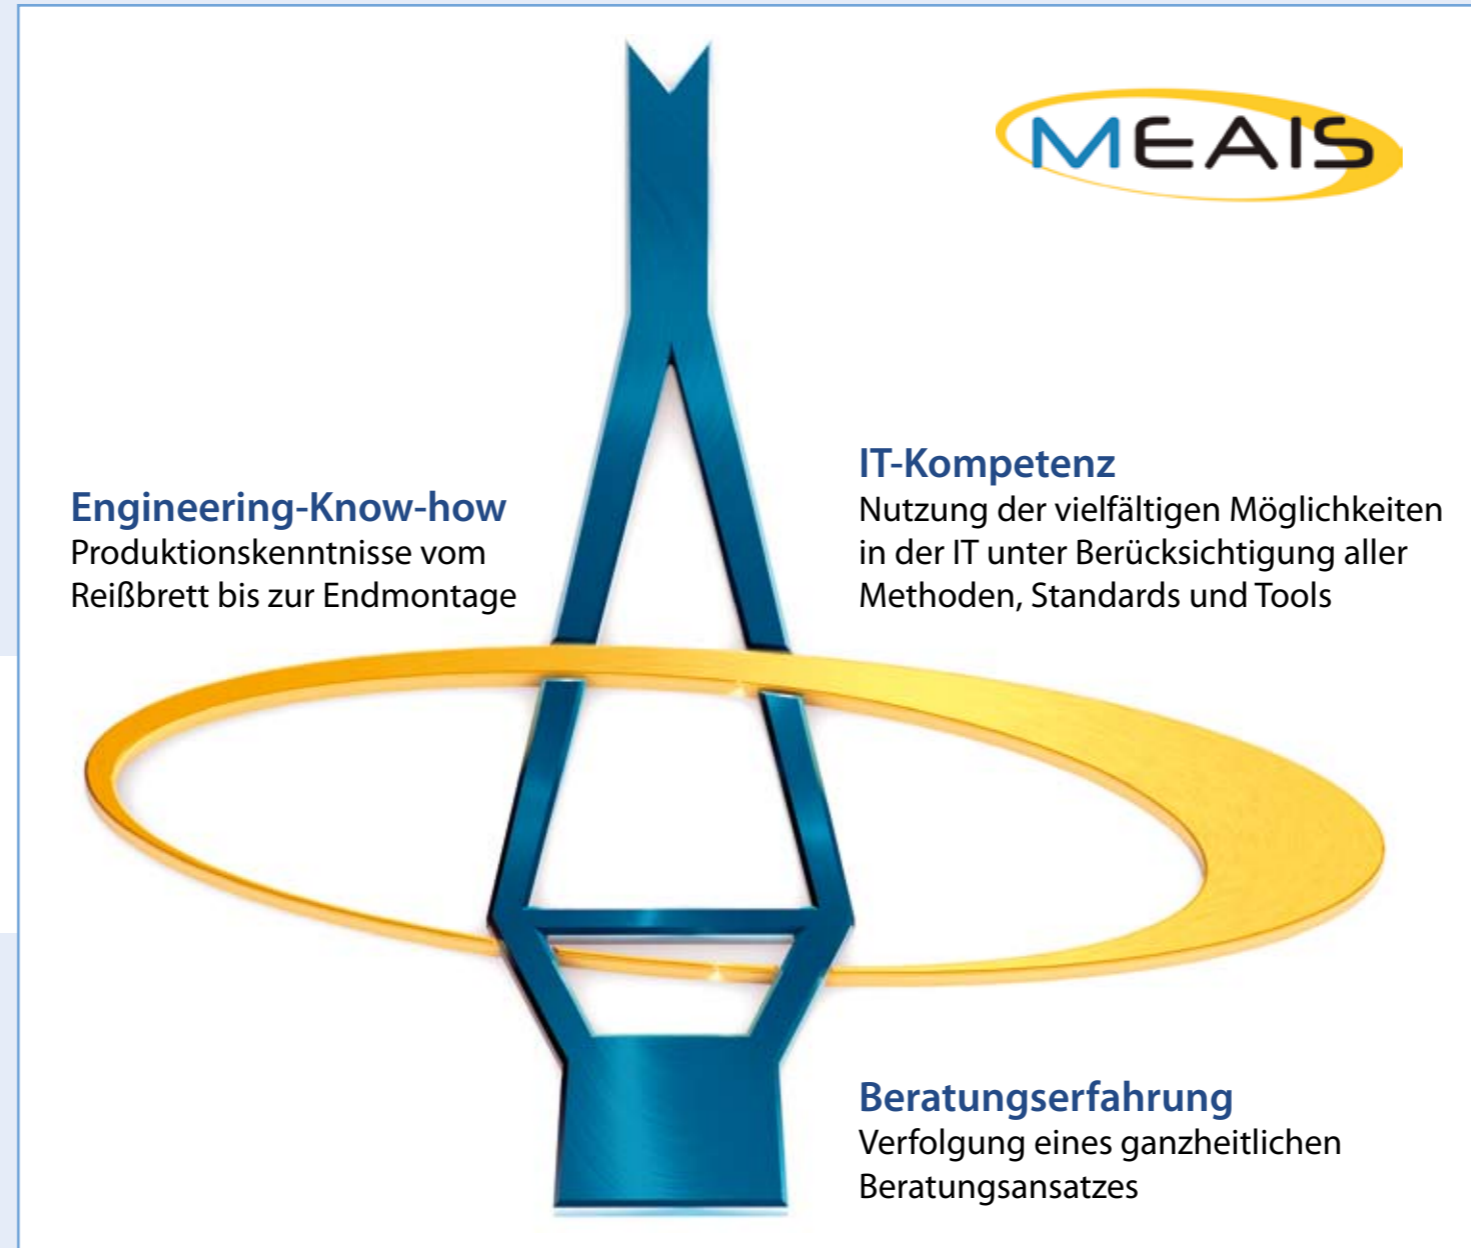 MEAIS
Engineering-Know-how
Produktionskenntnisse vom
Reißbrett bis zur Endmontage
IT-Kompetenz
Nutzung der vielfältigen Möglichkeiten
in der IT unter Berücksichtigung aller
Methoden, Standards und Tools
Beratungserfahrung
Verfolgung eines ganzheitlichen
Beratungsansatzes